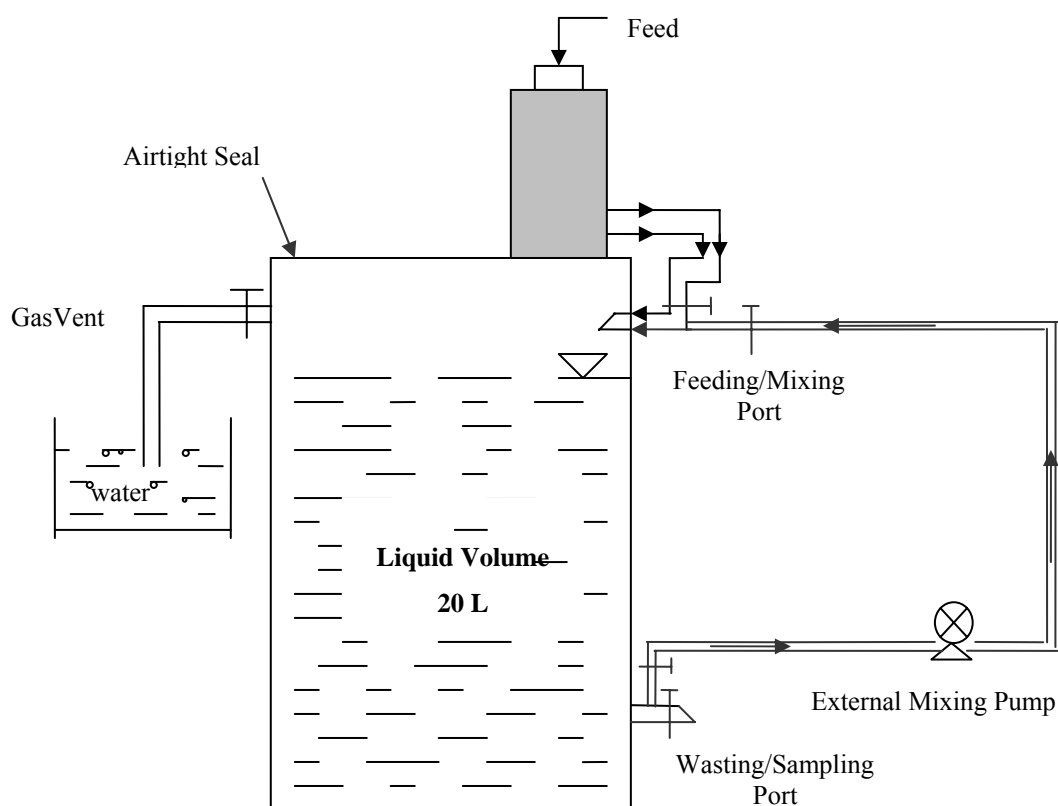 Feed
Airtight Seal
GasVent
Feeding/Mixing
Port
water
Liquid Volume
20 L
External Mixing Pump
Wasting/Sampling
Port